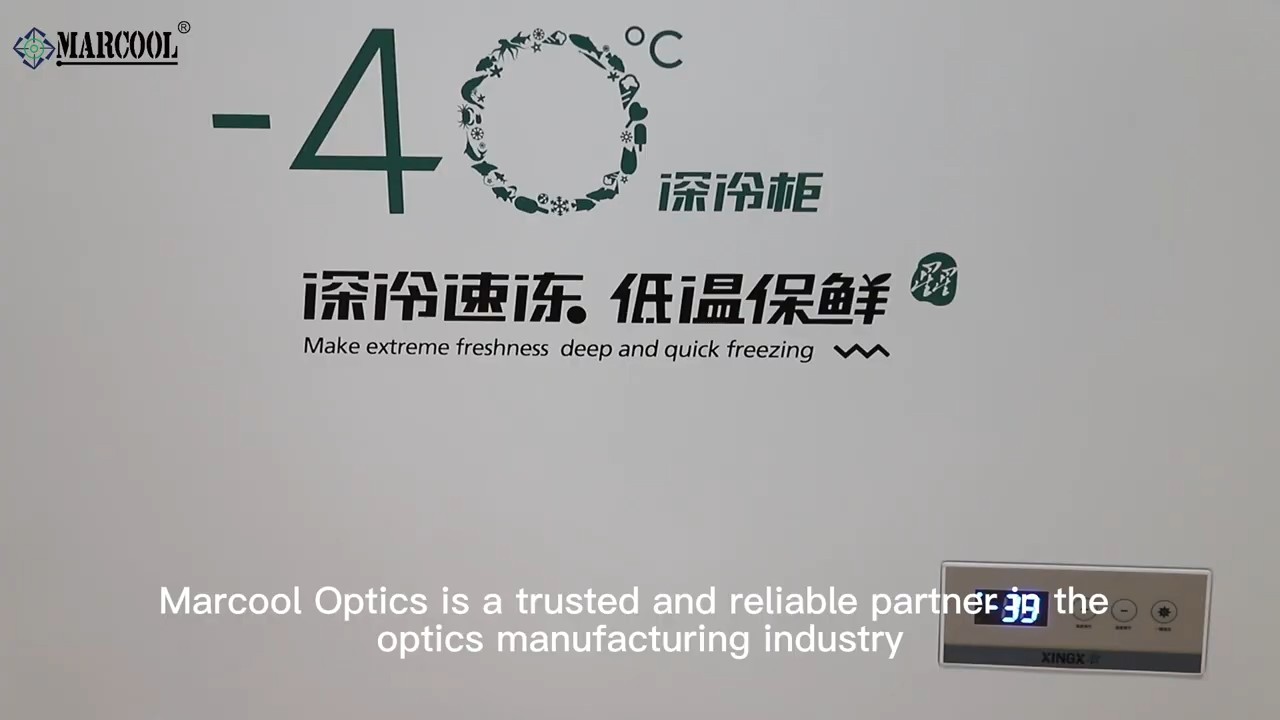 MARCOOL®
-40°C
深冷柜
深冷速冻 低温保鲜
Make extreme freshness deep and quick freezing
Marcool Optics is a trusted and reliable partner in the
optics manufacturing industry
-39